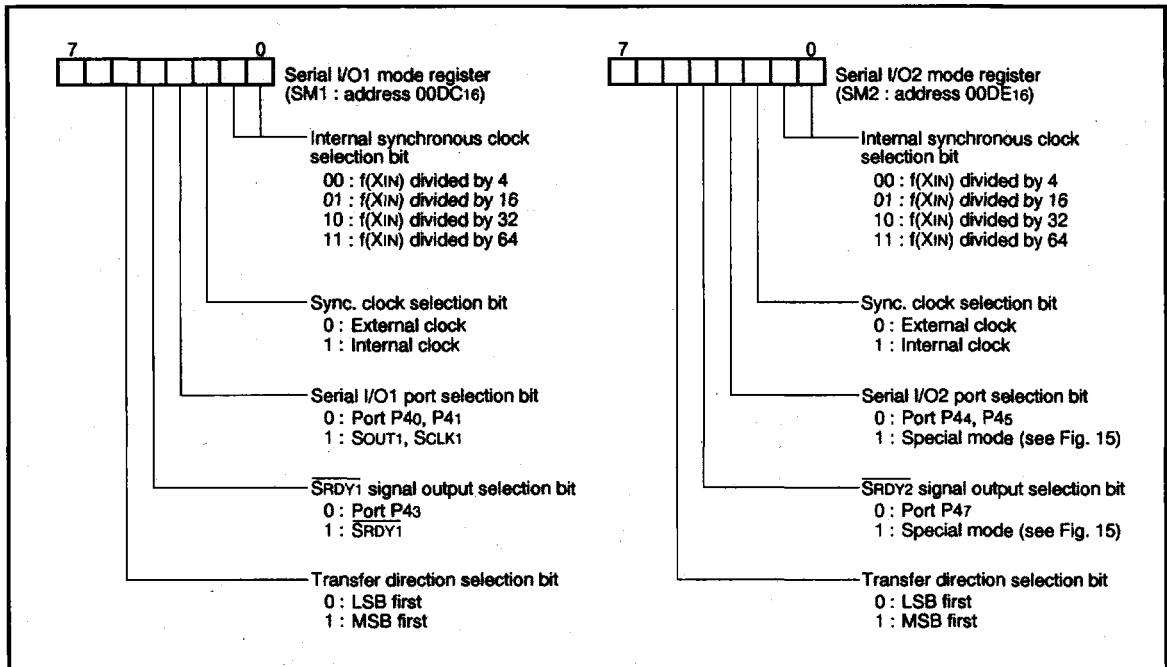 7 0
Serial I/O1 mode register
(SM1 : address 00DC16)
Internal synchronous clock
selection bit
00 : f(XIN) divided by 4
01 : f(XIN) divided by 16
10 : f(XIN) divided by 32
11 : f(XIN) divided by 64
Sync. clock selection bit
0 : External clock
1 : Internal clock
Serial I/O1 port selection bit
0 : Port P40, P41
1 : SOUT1, SCLK1
SRDY1 signal output selection bit
0 : Port P43
1 : SRDY1
Transfer direction selection bit
0 : LSB first
1 : MSB first
7 0
Serial I/O2 mode register
(SM2 : address 00DE16)
Internal synchronous clock
selection bit
00 : f(XIN) divided by 4
01 : f(XIN) divided by 16
10 : f(XIN) divided by 32
11 : f(XIN) divided by 64
Sync. clock selection bit
0 : External clock
1 : Internal clock
Serial I/O2 port selection bit
0 : Port P44, P45
1 : Special mode (see Fig. 15)
SRDY2 signal output selection bit
0 : Port P47
1 : Special mode (see Fig. 15)
Transfer direction selection bit
0 : LSB first
1 : MSB first